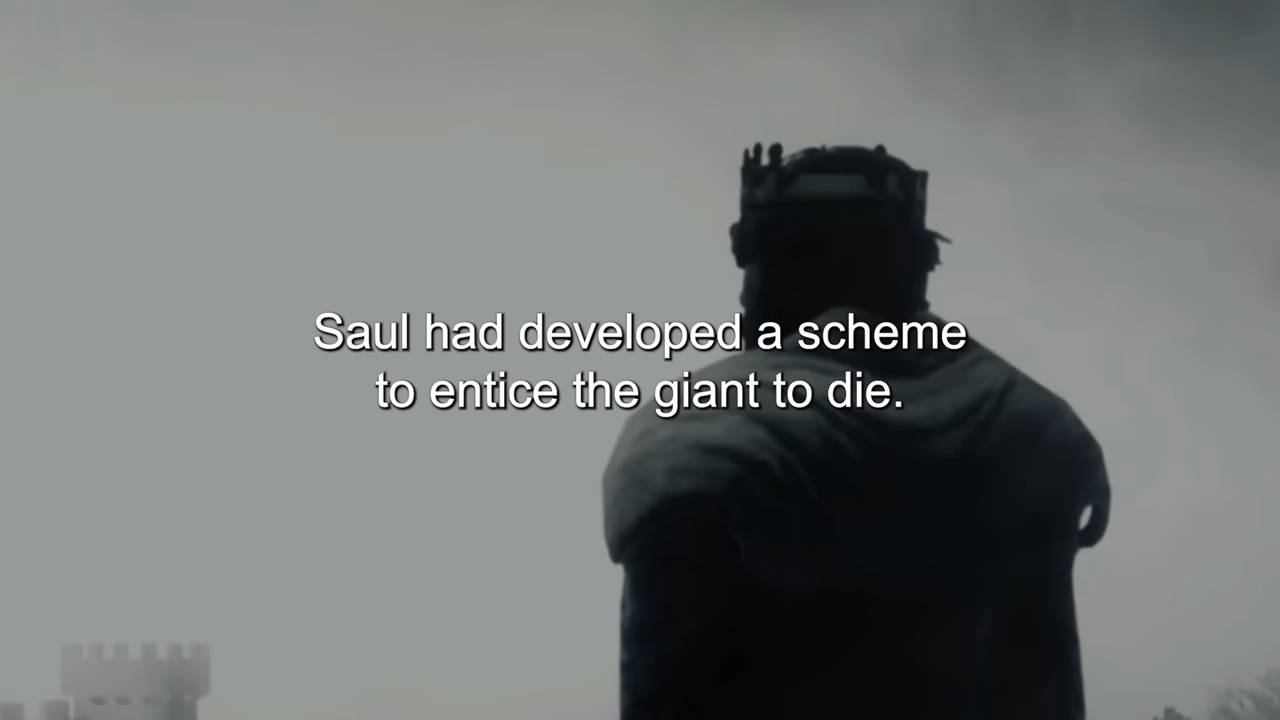 Saul had developed a scheme
to entice the giant to die.